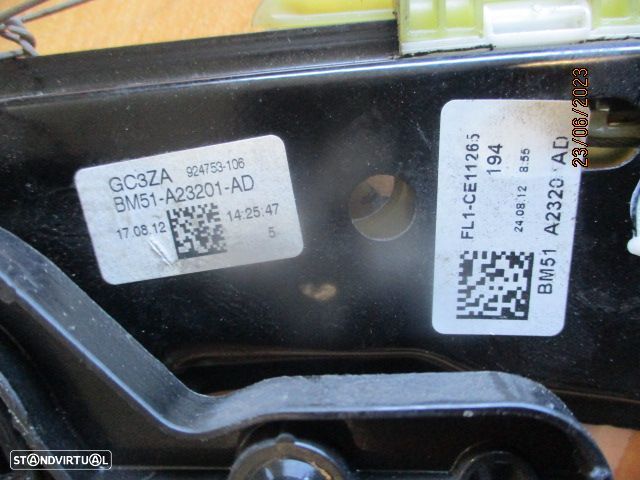 GC3ZA 924753-106
BM51-A23201-AD
17.08.12 14:25:47
5
FL1-CE11265
194
24.08.12 8:55
BM51 A2320 AD
23/06/2023
STANDVIRTUAL